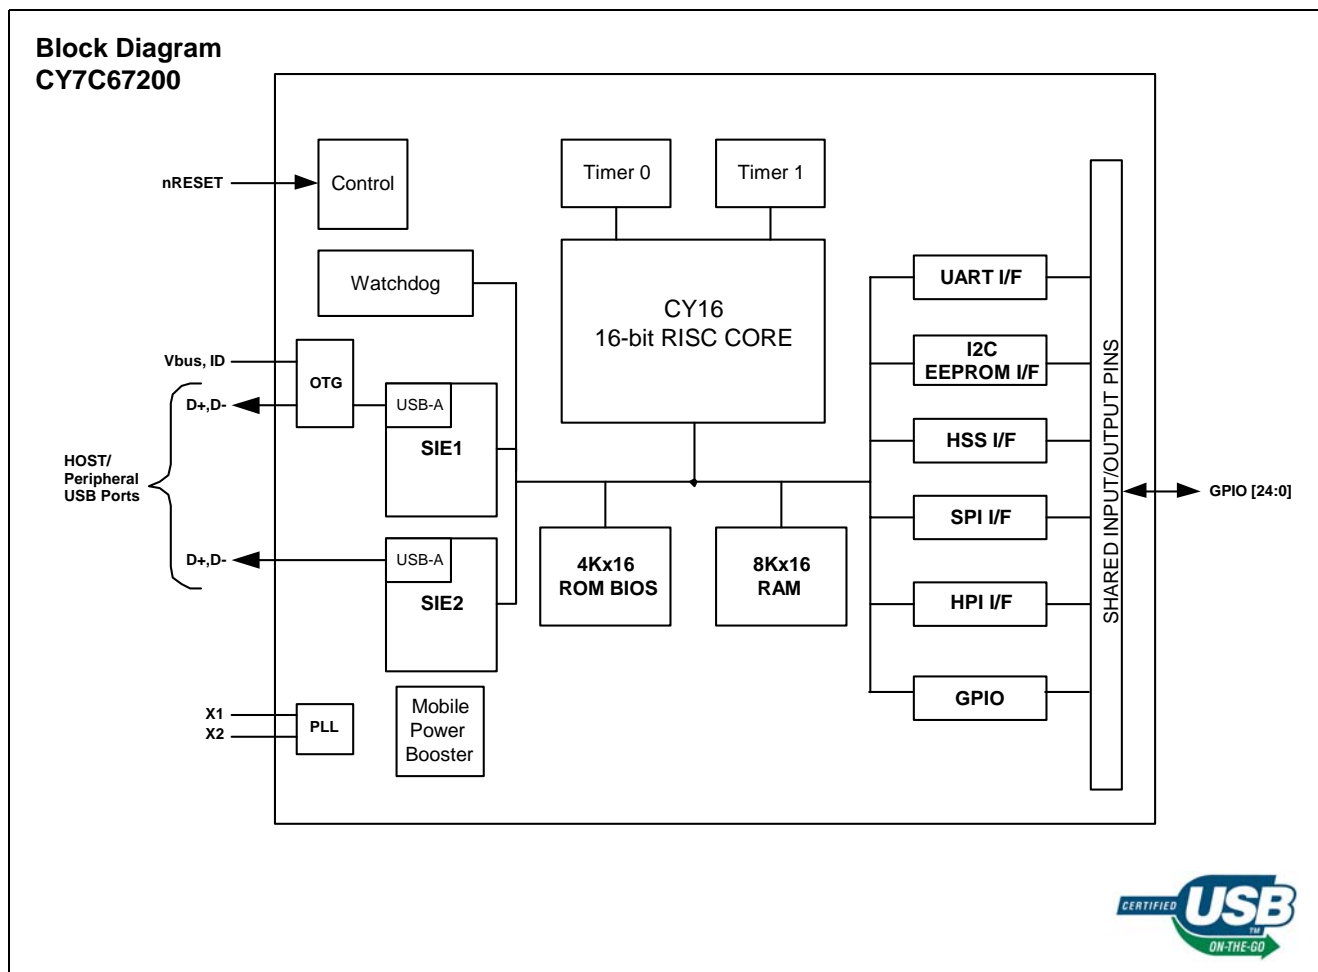 Block Diagram
CY7C67200
nRESET
Control
Timer 0
Timer 1
Watchdog
CY16
16-bit RISC CORE
UART I/F
I2C
EEPROM I/F
HSS I/F
SPI I/F
HPI I/F
GPIO
SHARED INPUT/OUTPUT PINS
GPIO [24:0]
Vbus, ID
OTG
D+,D-
USB-A
SIE1
HOST/
Peripheral
USB Ports
D+,D-
USB-A
SIE2
4Kx16
ROM BIOS
8Kx16
RAM
X1
X2
PLL
Mobile
Power
Booster
CERTIFIED
USB
TM
ON-THE-GO